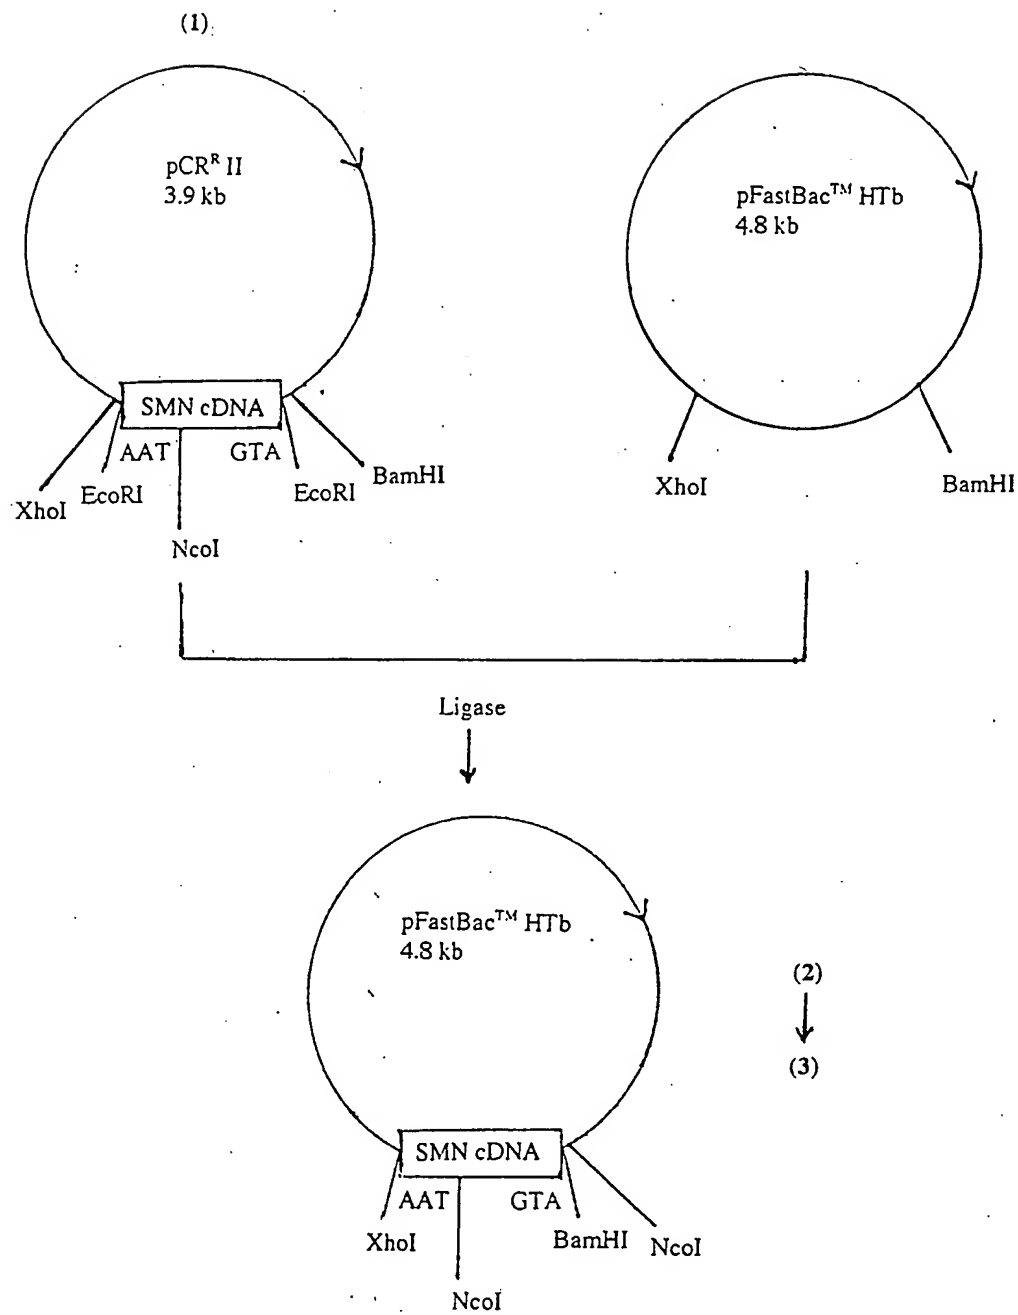 (1)
pCRᴿ II
3.9 kb
SMN cDNA
AAT
GTA
XhoI
EcoRI
NcoI
EcoRI
BamHI
pFastBac™ HTb
4.8 kb
XhoI
BamHI
Ligase
pFastBac™ HTb
4.8 kb
(2)
(3)
SMN cDNA
AAT
GTA
XhoI
NcoI
BamHI
NcoI